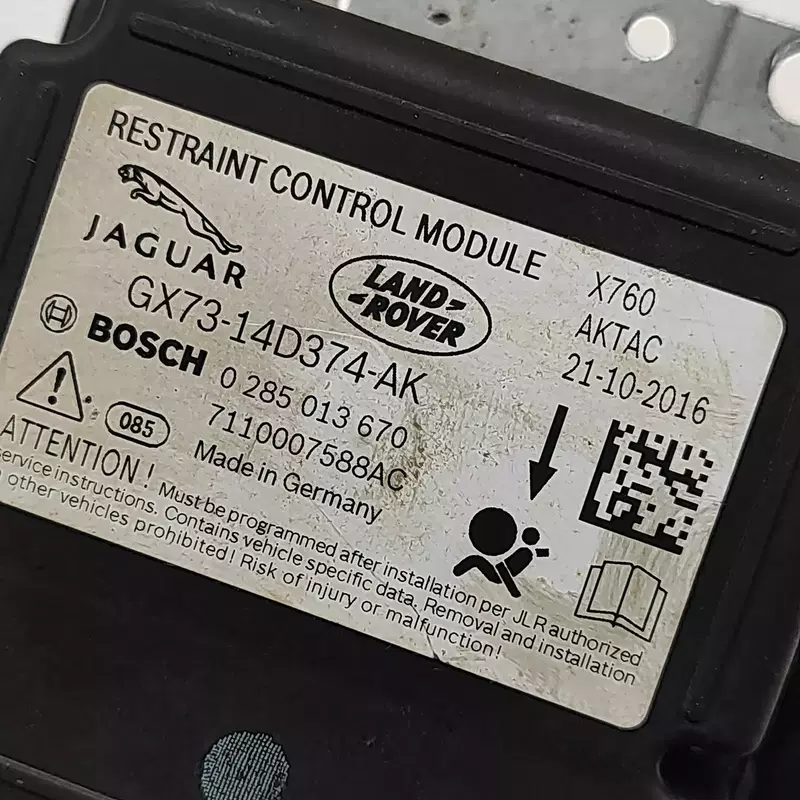 RESTRAINT CONTROL MODULE
JAGUAR
LAND
ROVER
X760
AKTAC
21-10-2016
GX73-14D374-AK
BOSCH 0 285 013 670
085
7110007588AC
Made in Germany
ATTENTION! Must be programmed after installation per JLR authorized
service instructions. Contains vehicle specific data. Removal and installation
other vehicles prohibited! Risk of injury or malfunction!